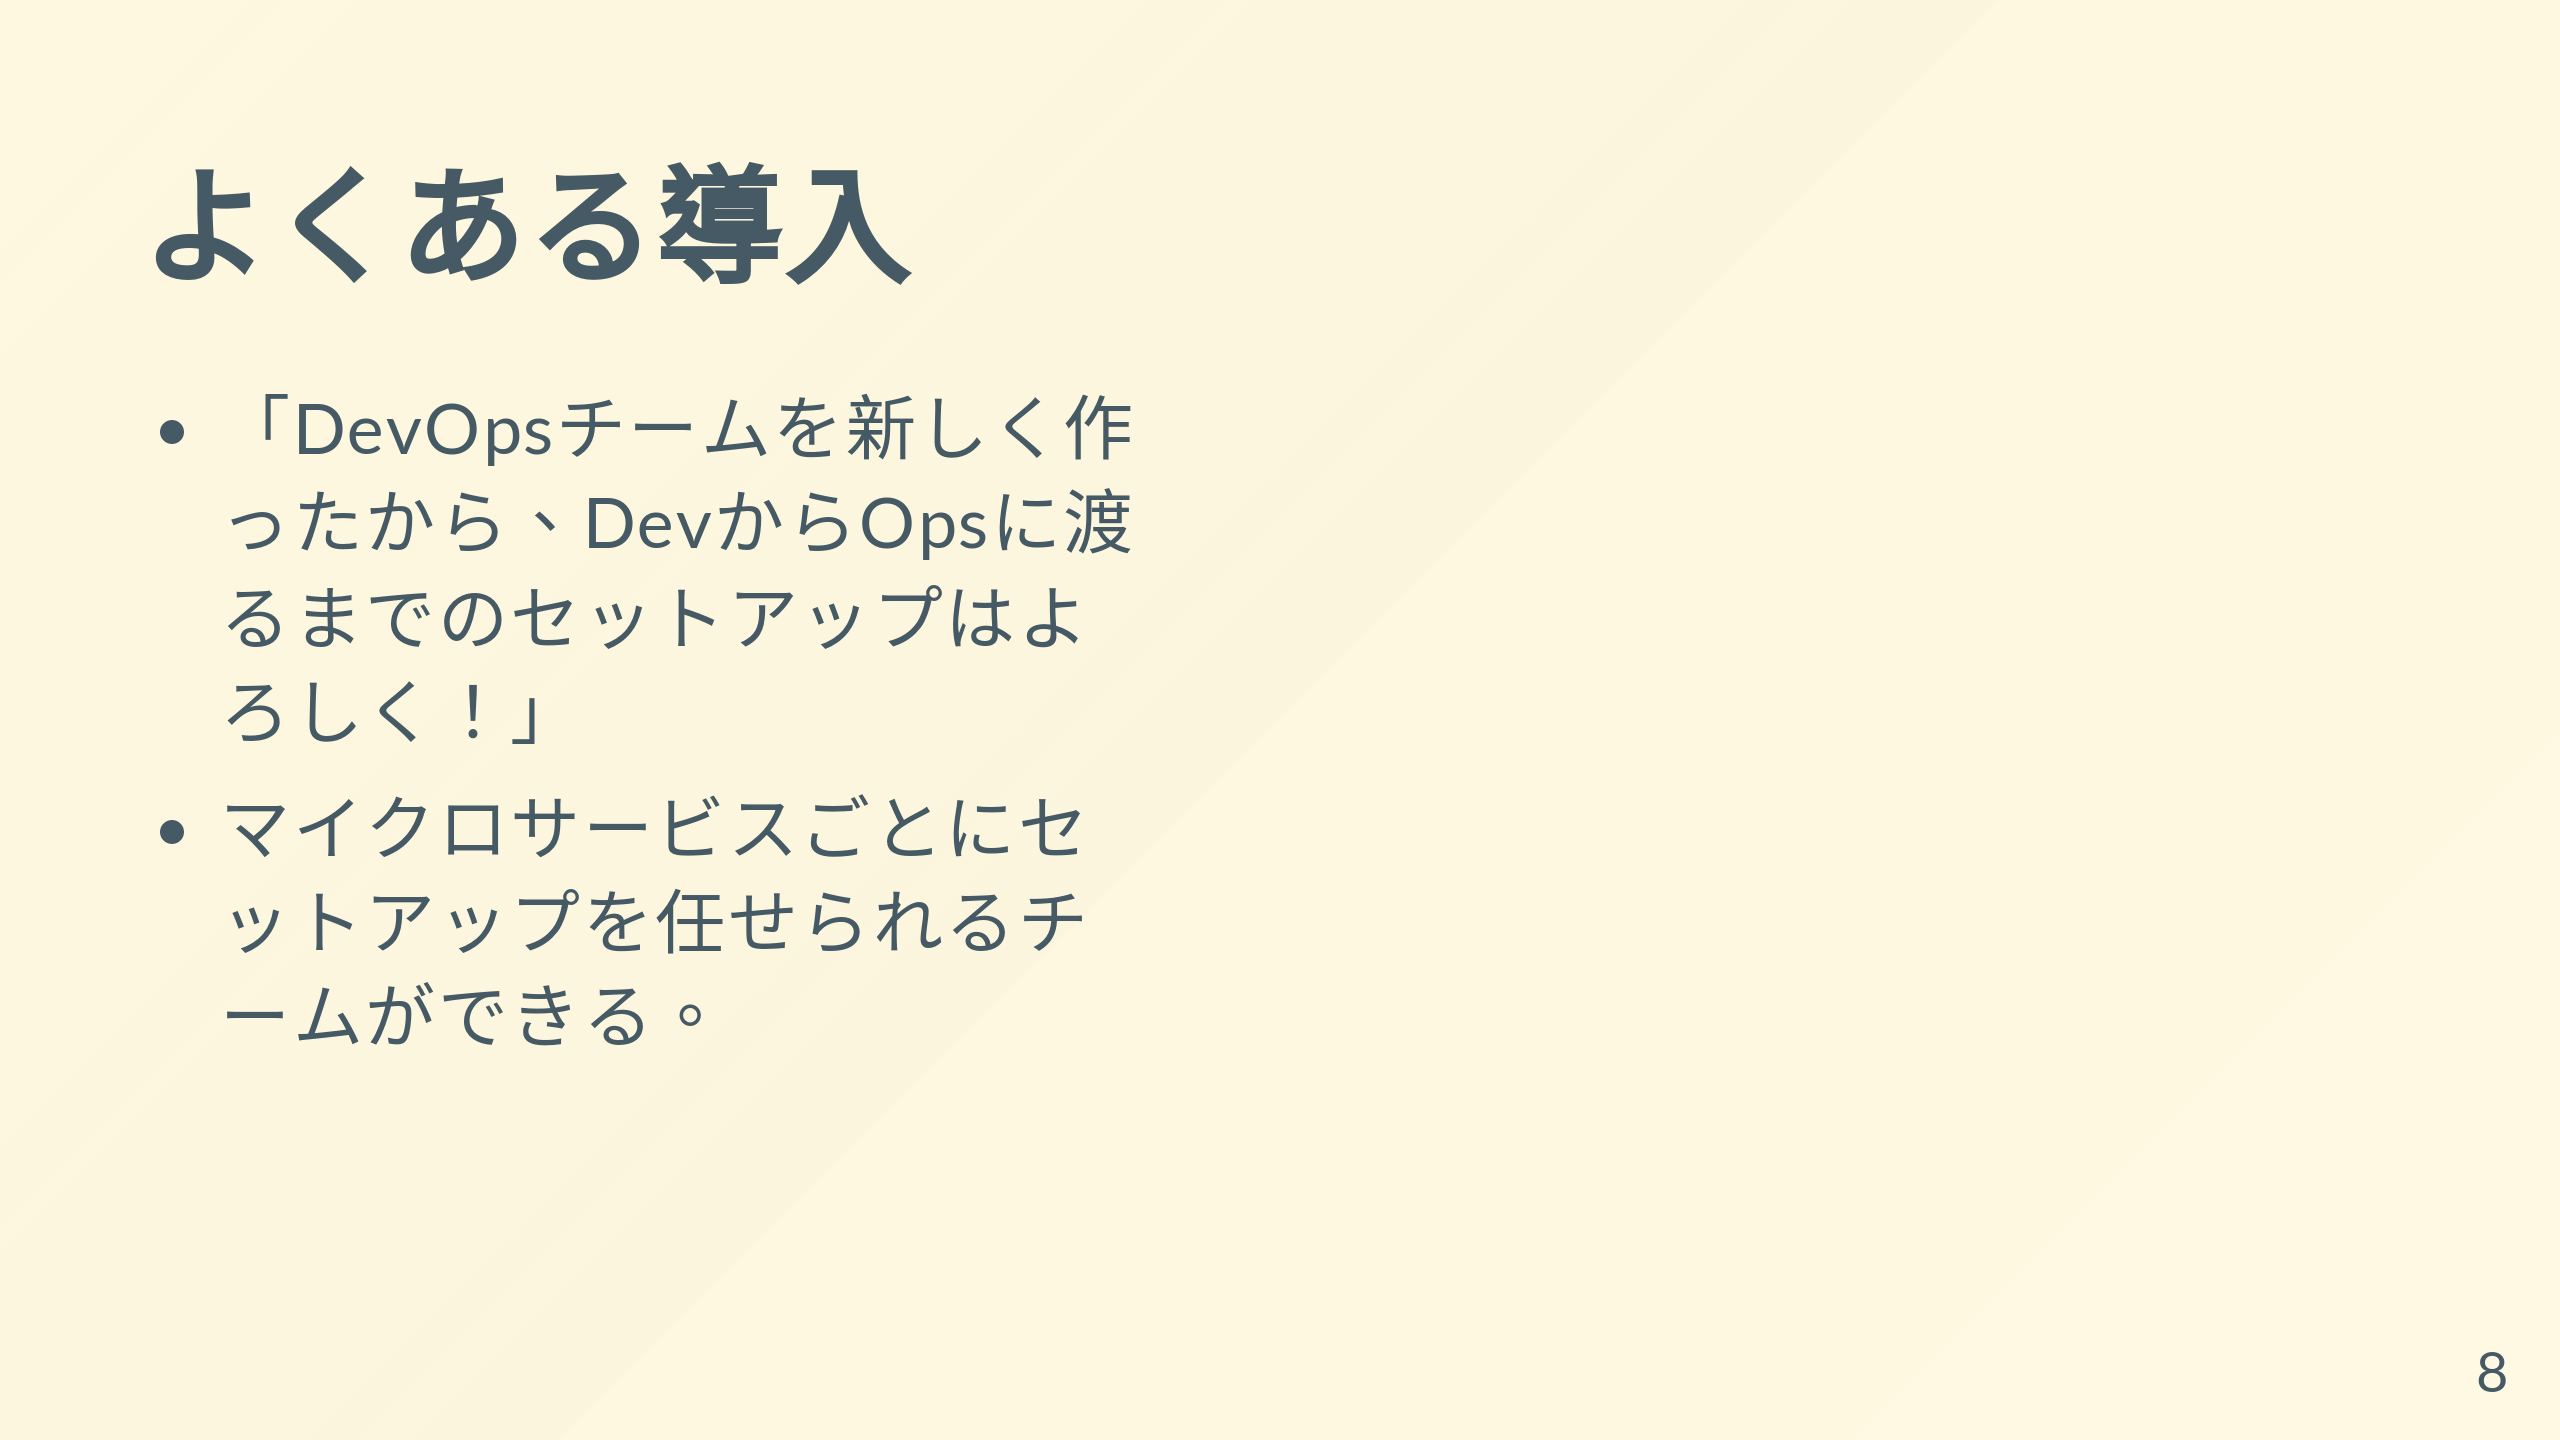 よくある導入
• 「DevOpsチームを新しく作
ったから、DevからOpsに渡
るまでのセットアップはよ
ろしく！」
• マイクロサービスごとにセ
ットアップを任せられるチ
ームができる。
8